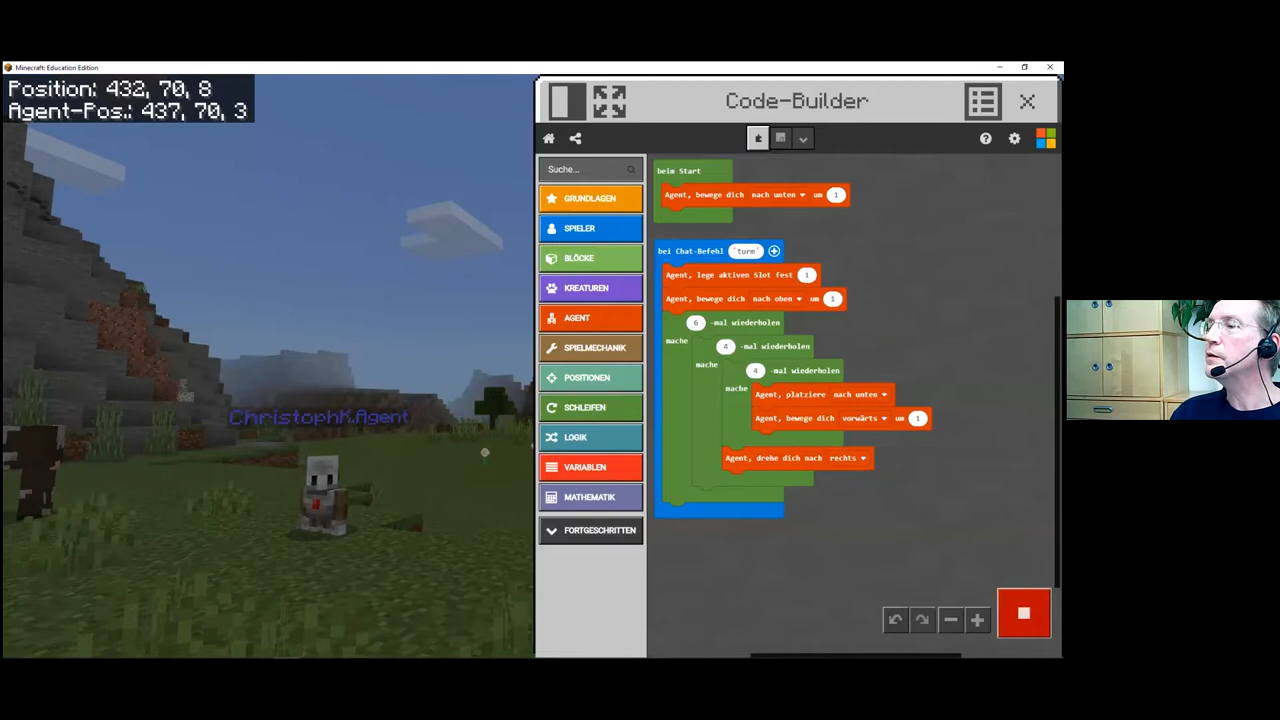 Minecraft: Education Edition
Position: 432, 70, 8
Agent-Pos.: 437, 70, 3
ChristophK.Agent
Code-Builder
Suche...
GRUNDLAGEN
SPIELER
BLÖCKE
KREATUREN
AGENT
SPIELMECHANIK
POSITIONEN
SCHLEIFEN
LOGIK
VARIABLEN
MATHEMATIK
FORTGESCHRITTEN
beim Start
Agent, bewege dich nach unten um 1
bei Chat-Befehl "turm"
Agent, lege aktiven Slot fest 1
Agent, bewege dich nach oben um 1
6 -mal wiederholen
mache
4 -mal wiederholen
mache
4 -mal wiederholen
mache
Agent, platziere nach unten
Agent, bewege dich vorwärts um 1
Agent, drehe dich nach rechts